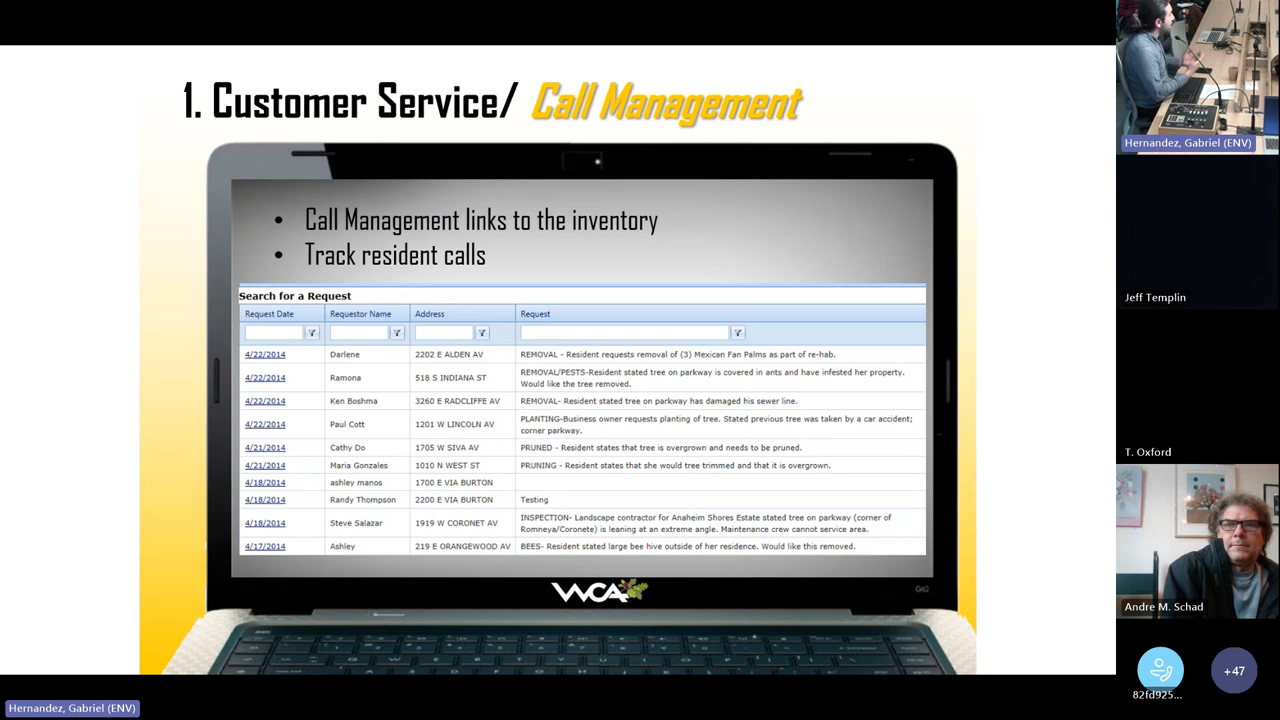 1. Customer Service/ Call Management
• Call Management links to the inventory
• Track resident calls
Search for a Request
Request Date Requestor Name Address Request
4/22/2014 Darlene 2202 E ALDEN AV REMOVAL - Resident requests removal of (3) Mexican Fan Palms as part of re-hab.
4/22/2014 Ramona 518 S INDIANA ST REMOVAL/PESTS-Resident stated tree on parkway is covered in ants and have infested her property.
Would like the tree removed.
4/22/2014 Ken Boshma 3260 E RADCLIFFE AV REMOVAL- Resident stated tree on parkway has damaged his sewer line.
4/22/2014 Paul Cott 1201 W LINCOLN AV PLANTING-Business owner requests planting of tree. Stated previous tree was taken by a car accident;
corner parkway.
4/21/2014 Cathy Do 1705 W SIVA AV PRUNED - Resident states that tree is overgrown and needs to be pruned.
4/21/2014 Maria Gonzales 1010 N WEST ST PRUNING - Resident states that she would tree trimmed and that it is overgrown.
4/18/2014 ashley manos 1700 E VIA BURTON
4/18/2014 Randy Thompson 2200 E VIA BURTON Testing
4/18/2014 Steve Salazar 1919 W CORONET AV INSPECTION- Landscape contractor for Anaheim Shores Estate stated tree on parkway (corner of
Romneya/Coronete) is leaning at an extreme angle. Maintenance crew cannot service area.
4/17/2014 Ashley 219 E ORANGEWOOD AV BEES- Resident stated large bee hive outside of her residence. Would like this removed.
WCA
G62
Hernandez, Gabriel (ENV)
Jeff Templin
T. Oxford
Andre M. Schad
82fd925...
+47
Hernandez, Gabriel (ENV)